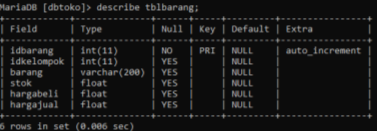 MariaDB [dbtoko]> describe tblbarang;
+------------+--------------+------+-----+---------+----------------+
| Field      | Type         | Null | Key | Default | Extra          |
+------------+--------------+------+-----+---------+----------------+
| idbarang   | int(11)      | NO   | PRI | NULL    | auto_increment |
| idkelompok | int(11)      | YES  |     | NULL    |                |
| barang     | varchar(200) | YES  |     | NULL    |                |
| stok       | float        | YES  |     | NULL    |                |
| hargabeli  | float        | YES  |     | NULL    |                |
| hargajual  | float        | YES  |     | NULL    |                |
+------------+--------------+------+-----+---------+----------------+
6 rows in set (0.006 sec)